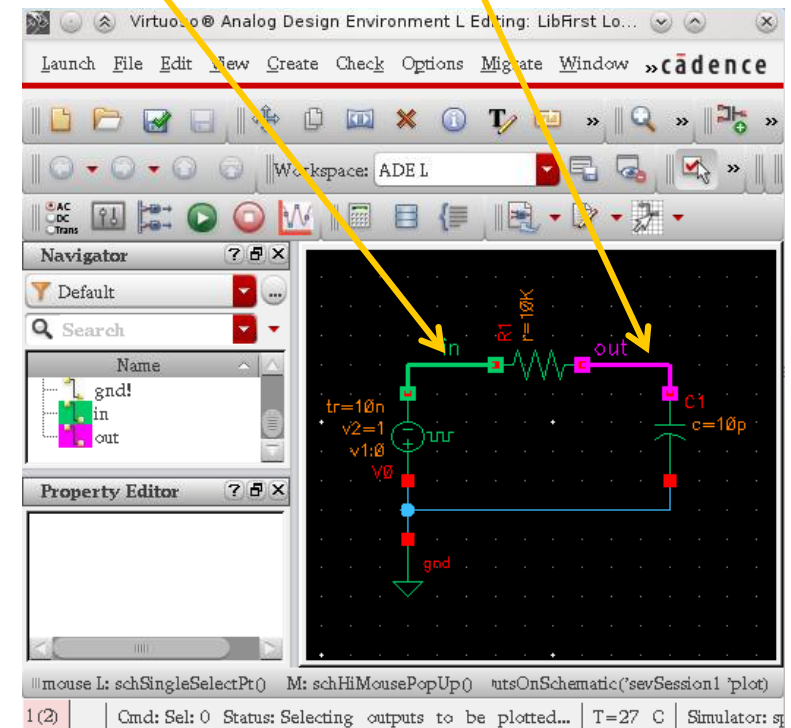 Virtuoso® Analog Design Environment L Editing: LibFirst Lo...
Launch File Edit View Create Check Options Migrate Window » cādence
» »  »
Workspace: ADE L »
AC
DC
Trans
Navigator
Default
Search
Name
gnd!
in
out
Property Editor
in
R1
r=10K
out
tr=10n
v2=1
v1:0
V0
C1
c=10p
gnd
mouse L: schSingleSelectPt() M: schHiMousePopUp() utsOnSchematic('sevSession1 'plot)
1(2) Cmd: Sel: 0 Status: Selecting outputs to be plotted... T=27 C Simulator: